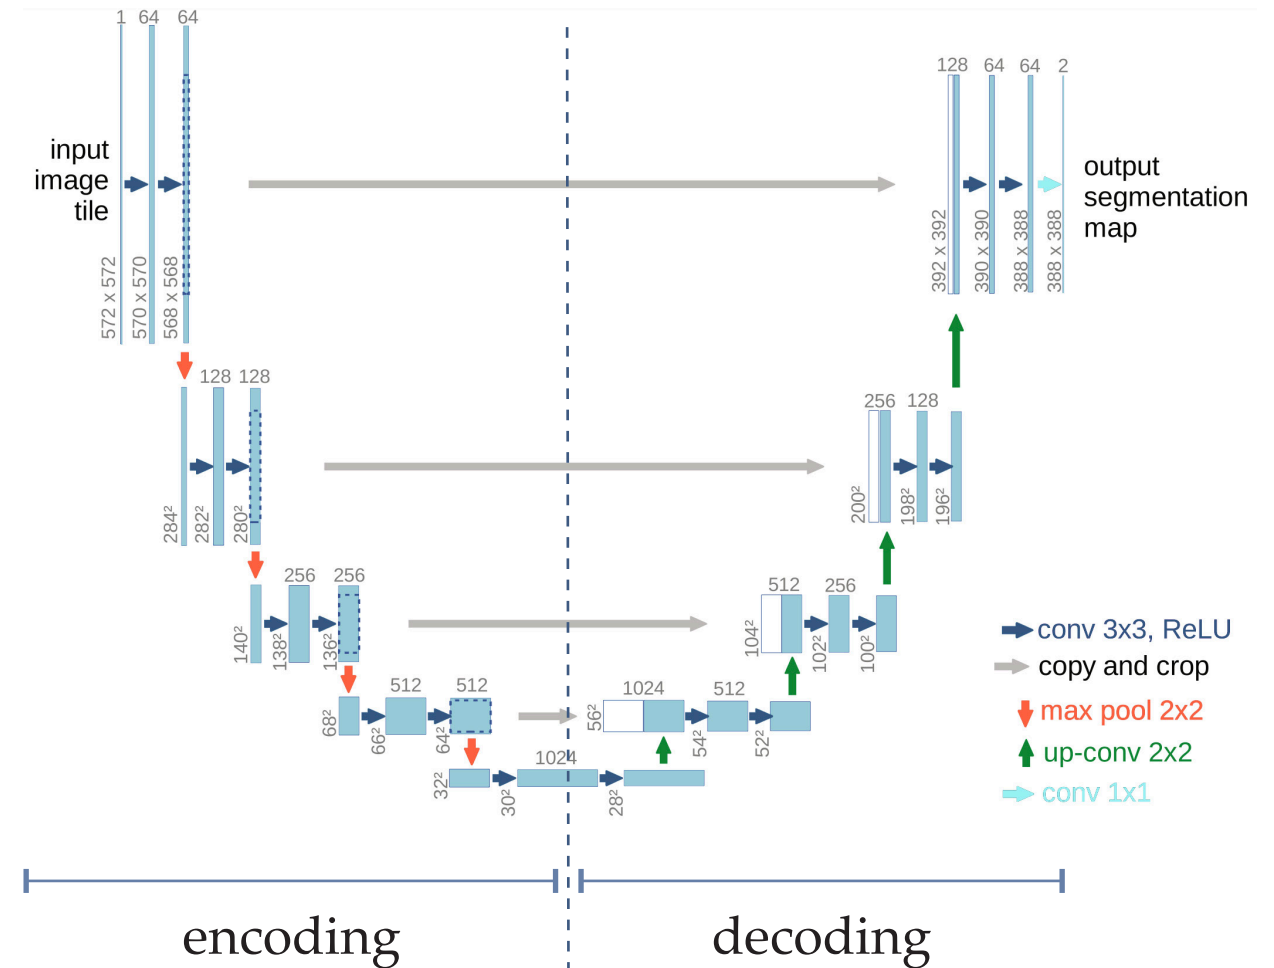 1 64 64
input
image
tile
572 x 572
570 x 570
568 x 568
128 64 64 2
output
segmentation
map
392 x 392
390 x 390
388 x 388
388 x 388
128 128
284²
282²
280²
256 128
200²
198²
196²
256 256
140²
138²
136²
512 256
104²
102²
100²
512 512
68²
66²
64²
1024 512
56²
54²
52²
1024
32²
30²
28²
conv 3x3, ReLU
copy and crop
max pool 2x2
up-conv 2x2
conv 1x1
encoding
decoding